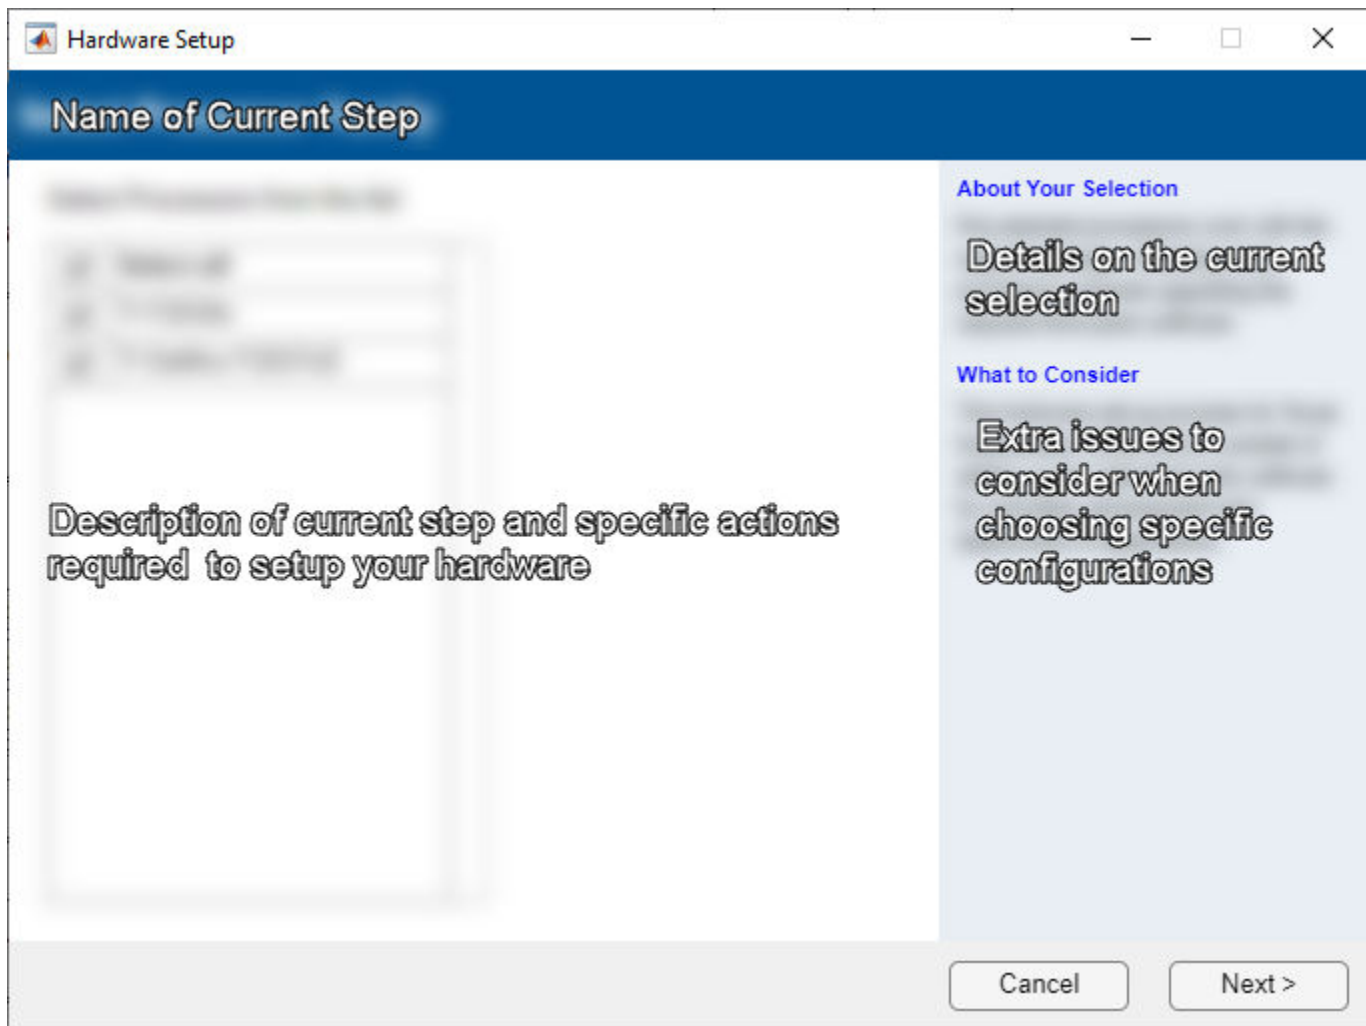 Hardware Setup
Name of Current Step
About Your Selection
Details on the current
selection
What to Consider
Extra issues to
consider when
choosing specific
configurations
Description of current step and specific actions
required to setup your hardware
Cancel
Next >